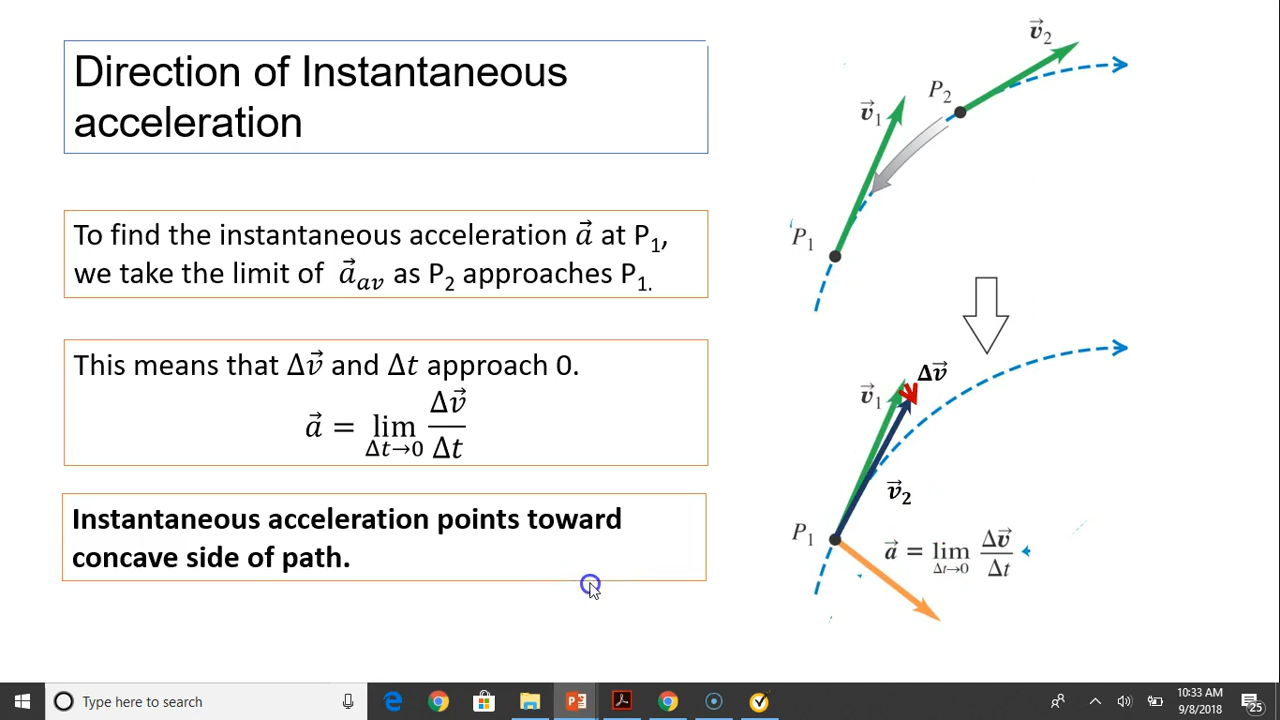 Direction of Instantaneous
acceleration
To find the instantaneous acceleration a⃗ at P₁,
we take the limit of a⃗ₐᵥ as P₂ approaches P₁.
This means that Δv⃗ and Δt approach 0.
a⃗ = lim Δt→0 Δv⃗/Δt
Instantaneous acceleration points toward
concave side of path.
v⃗₂
P₂
v⃗₁
P₁
Δv⃗
v⃗₁
v⃗₂
P₁
a⃗ = lim Δt→0 Δv⃗/Δt
Type here to search
10:33 AM
9/8/2018
25